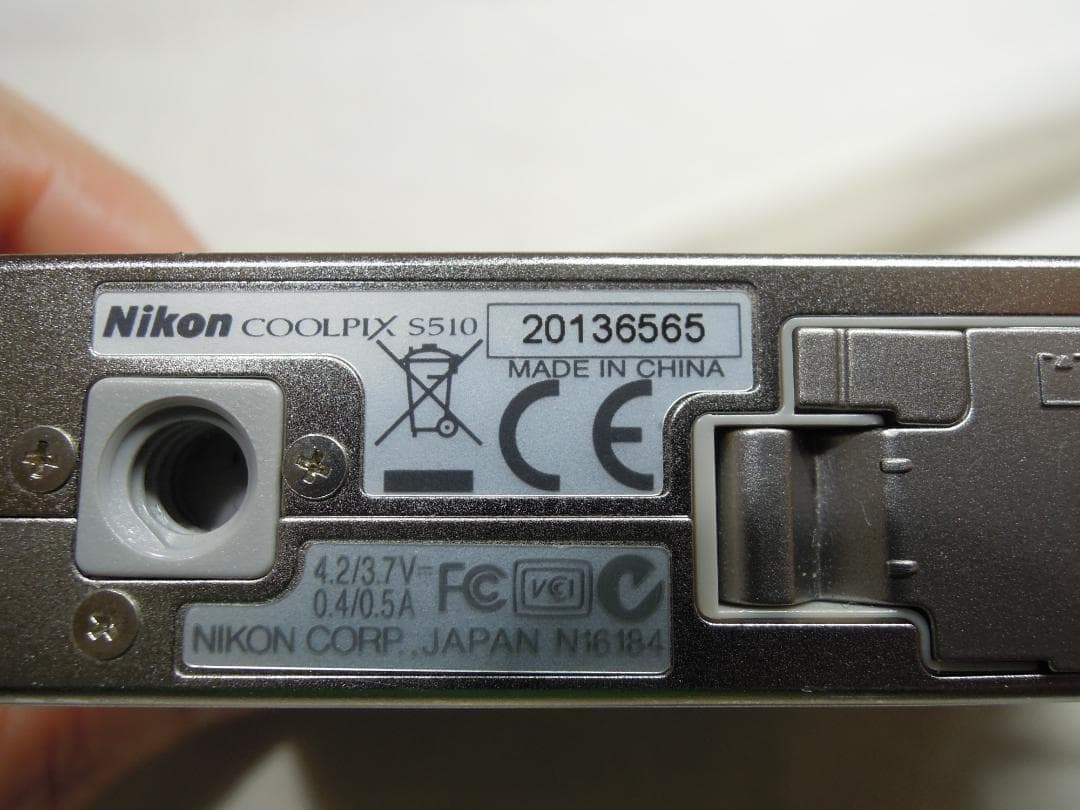 Nikon COOLPIX S510 20136565
MADE IN CHINA
CE
4.2/3.7V⎓
0.4/0.5A
FC VCI
NIKON CORP.,JAPAN N16184